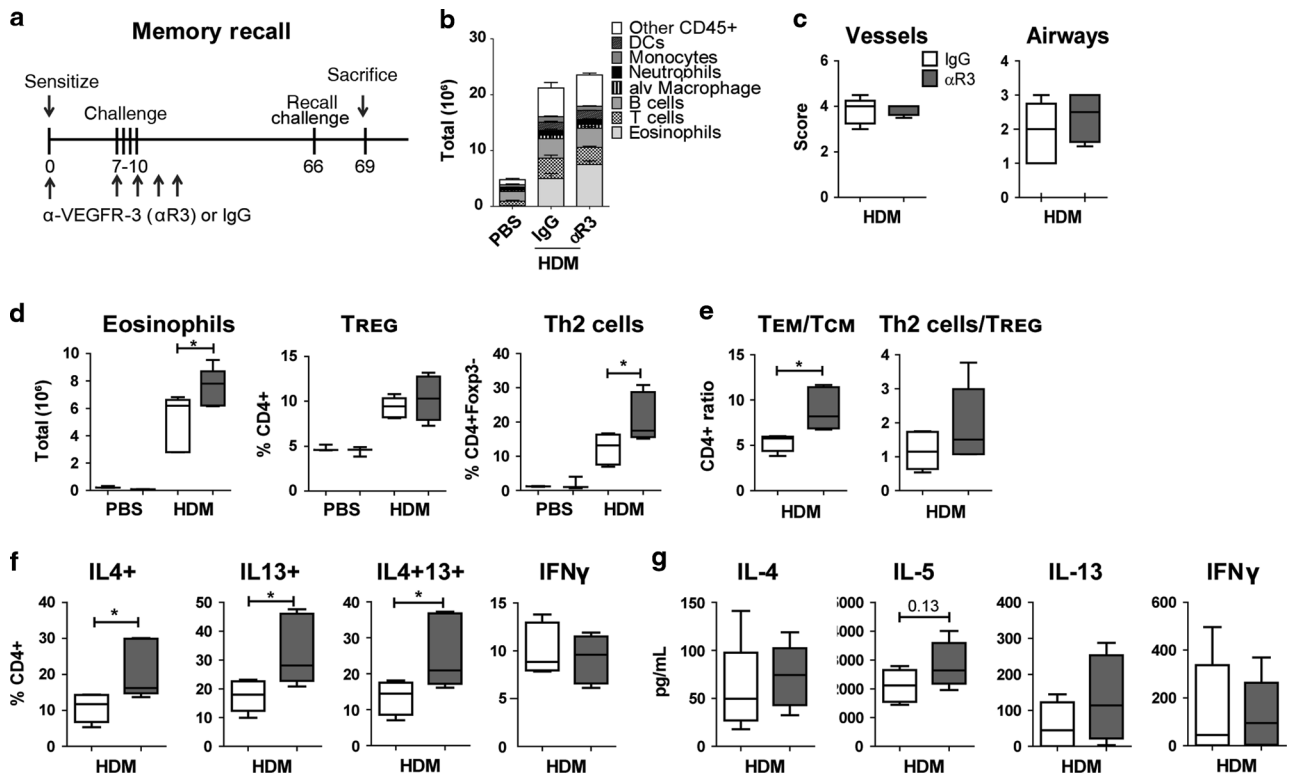 a
Memory recall
Sensitize
Sacrifice
Challenge
Recall
challenge
0
7-10
66
69
α-VEGFR-3 (αR3) or IgG
b
Total (10⁶)
30
20
10
0
PBS
IgG
αR3
HDM
Other CD45+
DCs
Monocytes
Neutrophils
alv Macrophage
B cells
T cells
Eosinophils
c
Vessels
Score
6
4
2
0
HDM
IgG
αR3
Airways
4
3
2
1
0
HDM
d
Eosinophils
Total (10⁶)
10
8
6
4
2
0
*
PBS HDM
TREG
% CD4+
15
10
5
0
PBS HDM
Th2 cells
% CD4+Foxp3-
40
30
20
10
0
*
PBS HDM
e
TEM/TCM
CD4+ ratio
15
10
5
0
*
HDM
Th2 cells/TREG
4
3
2
1
0
HDM
f
IL4+
% CD4+
40
30
20
10
0
*
HDM
IL13+
50
40
30
20
10
0
*
HDM
IL4+13+
40
30
20
10
0
*
HDM
IFNγ
15
10
5
0
HDM
g
IL-4
pg/mL
150
100
50
0
HDM
IL-5
5000
4000
3000
2000
000
0
0.13
HDM
IL-13
400
300
200
100
0
HDM
IFNγ
600
400
200
0
HDM